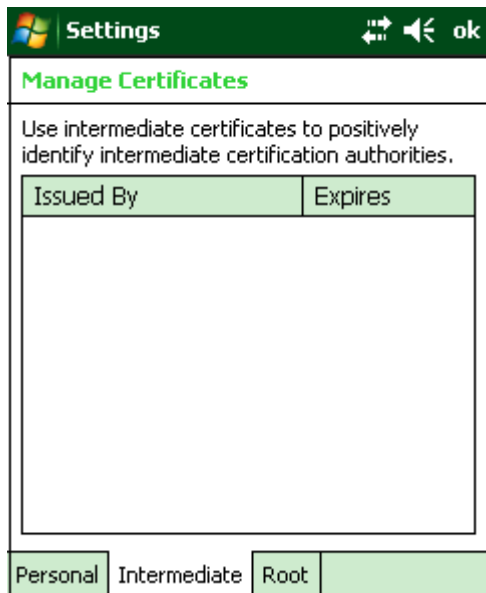 Settings ok
Manage Certificates
Use intermediate certificates to positively
identify intermediate certification authorities.
Issued By Expires
Personal Intermediate Root